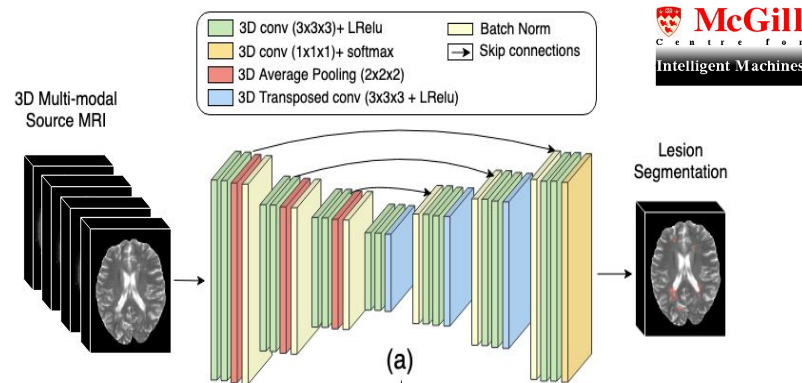 3D conv (3x3x3)+ LRelu
3D conv (1x1x1)+ softmax
3D Average Pooling (2x2x2)
3D Transposed conv (3x3x3 + LRelu)
Batch Norm
Skip connections
McGill
Centre for
Intelligent Machines
3D Multi-modal
Source MRI
Lesion
Segmentation
(a)